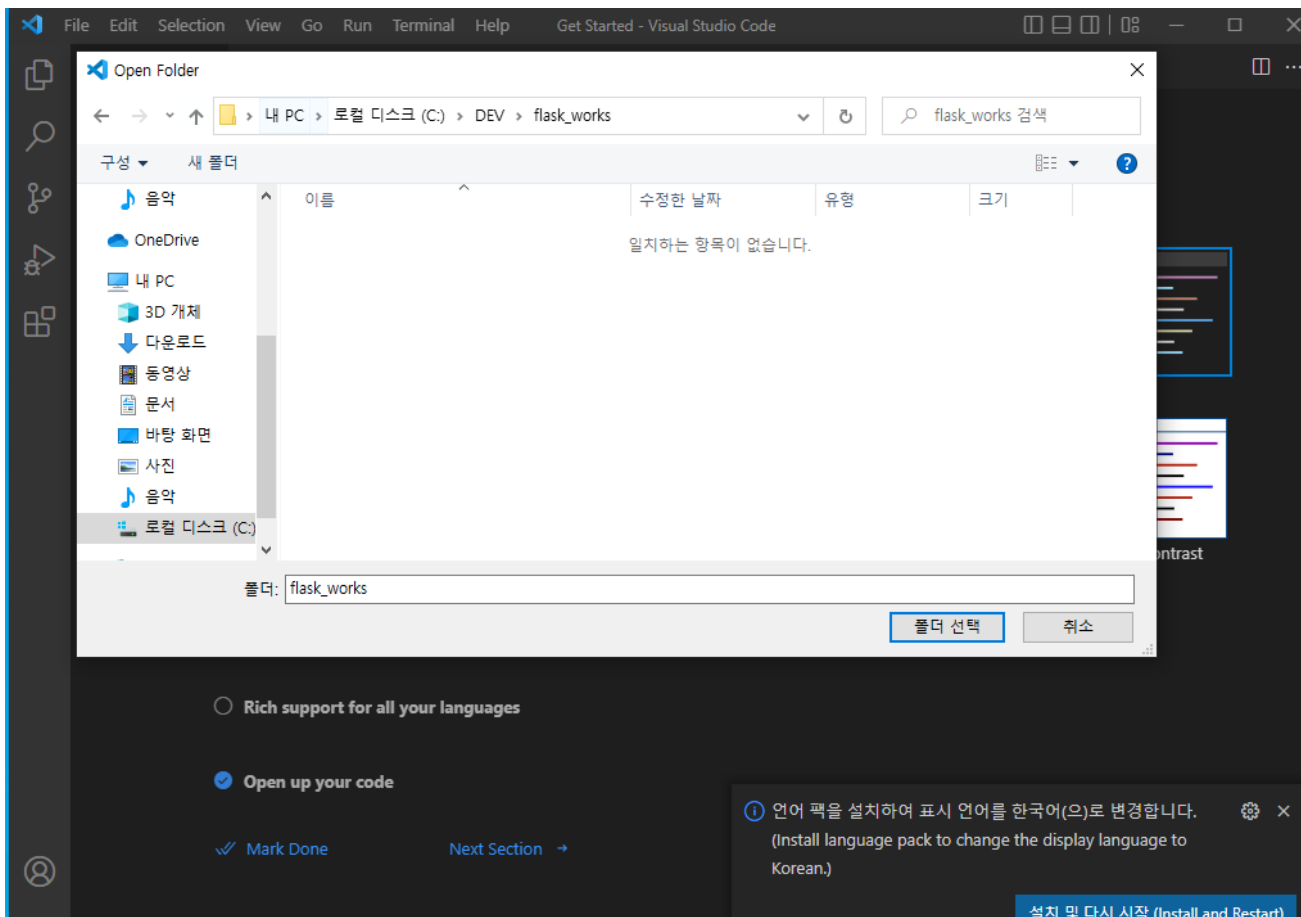 File Edit Selection View Go Run Terminal Help Get Started - Visual Studio Code
Open Folder
내 PC › 로컬 디스크 (C:) › DEV › flask_works
flask_works 검색
구성 새 폴더
이름 수정한 날짜 유형 크기
일치하는 항목이 없습니다.
음악
OneDrive
내 PC
3D 개체
다운로드
동영상
문서
바탕 화면
사진
음악
로컬 디스크 (C:)
폴더: flask_works
폴더 선택 취소
ontrast
Rich support for all your languages
Open up your code
Mark Done Next Section →
언어 팩을 설치하여 표시 언어를 한국어(으)로 변경합니다.
(Install language pack to change the display language to
Korean.)
설치 및 다시 시작 (Install and Restart)